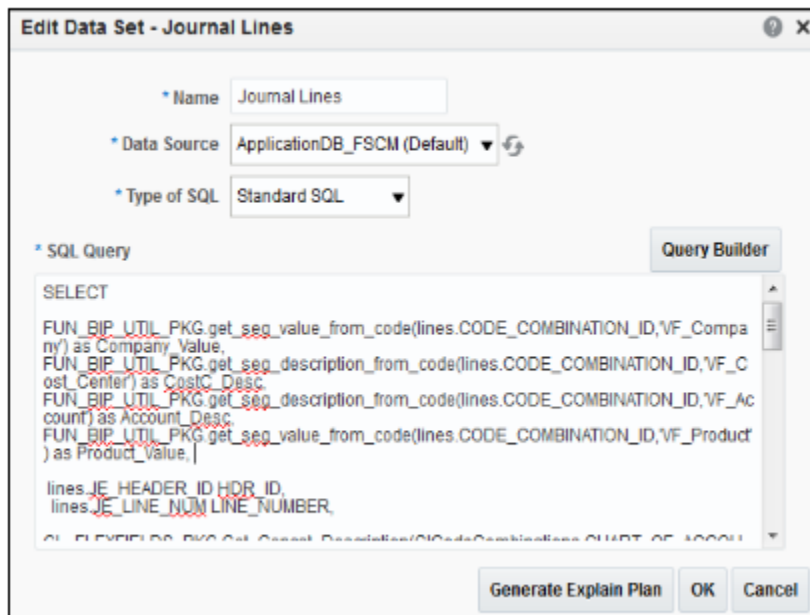 Edit Data Set - Journal Lines
* Name Journal Lines
* Data Source ApplicationDB_FSCM (Default)
* Type of SQL Standard SQL
* SQL Query
Query Builder
SELECT
FUN_BIP_UTIL_PKG.get_seg_value_from_code(lines.CODE_COMBINATION_ID,'VF_Compa
ny') as Company_Value,
FUN_BIP_UTIL_PKG.get_seg_description_from_code(lines.CODE_COMBINATION_ID,'VF_C
ost_Center') as CostC_Desc,
FUN_BIP_UTIL_PKG.get_seg_description_from_code(lines.CODE_COMBINATION_ID,'VF_Ac
count') as Account_Desc,
FUN_BIP_UTIL_PKG.get_seg_value_from_code(lines.CODE_COMBINATION_ID,'VF_Product'
) as Product_Value,
lines.JE_HEADER_ID HDR_ID,
lines.JE_LINE_NUM LINE_NUMBER,
Generate Explain Plan OK Cancel